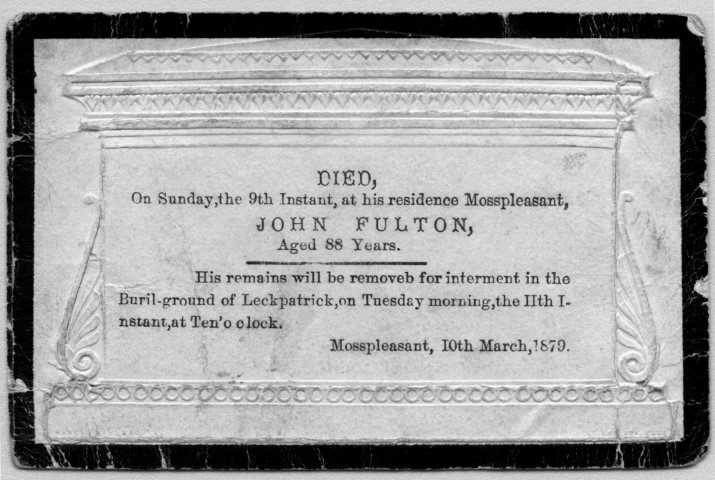 DIED,
On Sunday,the 9th Instant, at his residence Mosspleasant,
JOHN FULTON,
Aged 88 Years.
His remains will be removeb for interment in the
Buril-ground of Leckpatrick,on Tuesday morning,the IIth I-
nstant,at Ten'o clock.
Mosspleasant, I0th March,1879.